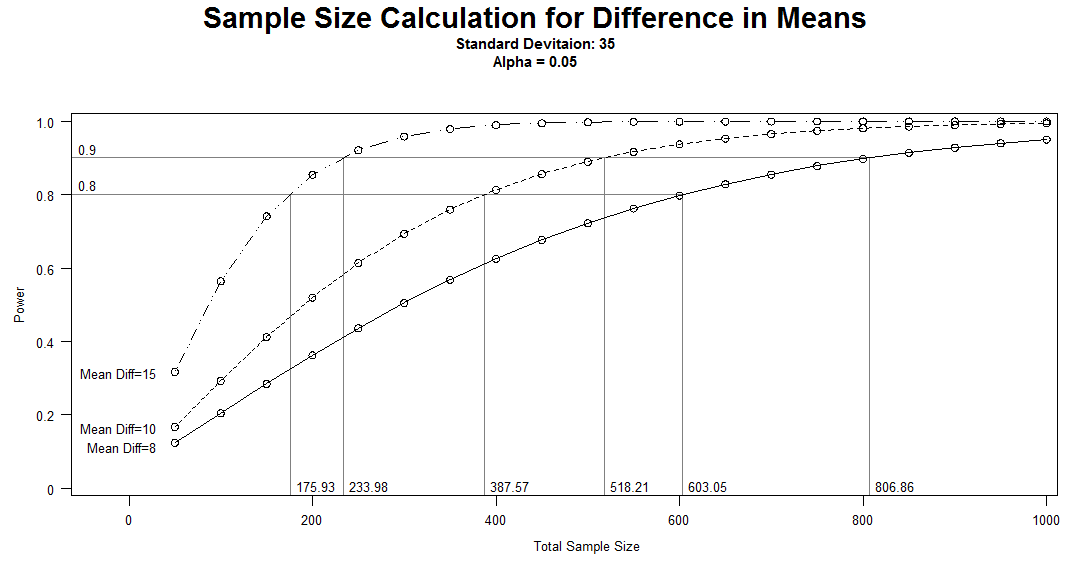 Sample Size Calculation for Difference in Means
Standard Devitaion: 35
Alpha = 0.05
1.0
0.9
0.8
0.8
0.6
Power
0.4
Mean Diff=15
0.2
Mean Diff=10
Mean Diff=8
0
175.93
233.98
387.57
518.21
603.05
806.86
0
200
400
600
800
1000
Total Sample Size